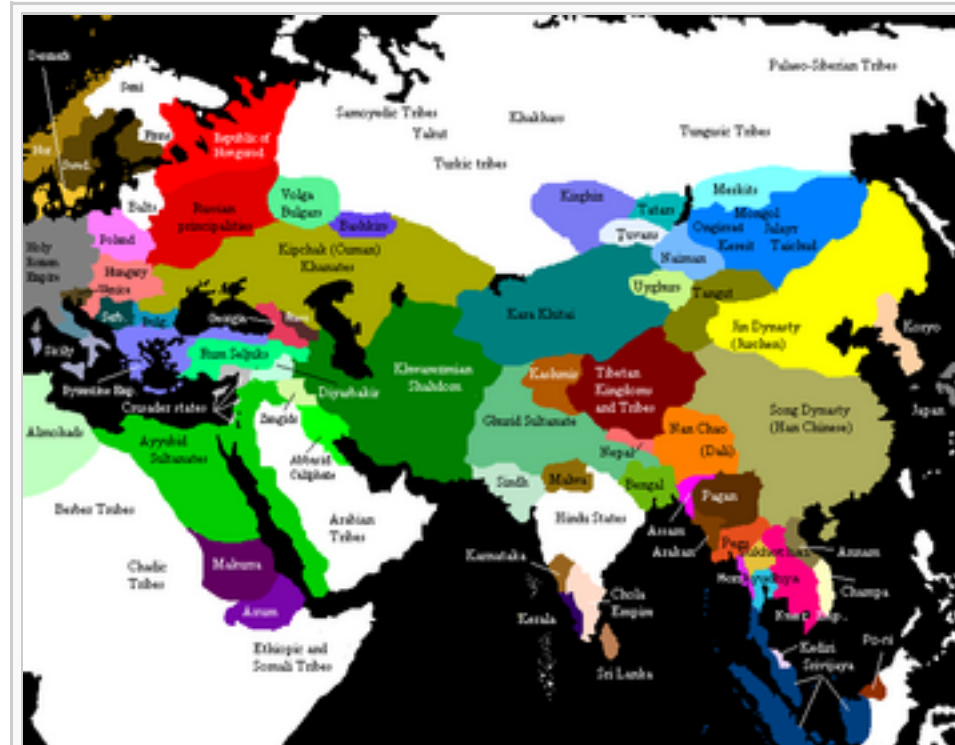 Denmark
Sami
Finns
Nor.
Swed.
Balts
Republic of
Novgorod
Russian
principalities
Samoyedic Tribes
Yakut
Khakhass
Palaeo-Siberian Tribes
Tungusic Tribes
Turkic tribes
Volga
Bulgars
Bashkirs
Kirghiz
Tatars
Tuvans
Merkits
Mongol
Ongirrad
Jalayr
Kereit
Taichud
Naiman
Uyghurs
Holy
Roman
Empire
Poland
Hungary
Venice
Serb.
Bulg.
Kipchak (Cuman)
Khanates
Georgia
Kara Khitai
Tangut
Jin Dynasty
(Jurchen)
Koryo
Japan
Sicily
Byzantine Emp.
Rum Seljuks
Crusader states
Diyarbakir
Zengids
Khwarezmian
Shahdom
Kashmir
Tibetan
Kingdoms
and Tribes
Song Dynasty
(Han Chinese)
Almohads
Ayyubid
Sultanates
Abbasid
Caliphate
Ghurid Sultanate
Nepal
Nan Chao
(Dali)
Sindh
Malwa
Bengal
Berber Tribes
Arabian
Tribes
Hindu States
Assam
Arakan
Pagan
Pegu
Annam
Chadic
Tribes
Makuria
Axum
Karnataka
Kerala
Chola
Empire
Sri Lanka
Champa
Ethiopic and
Somali Tribes
Kediri
Srivijaya
Po-ni